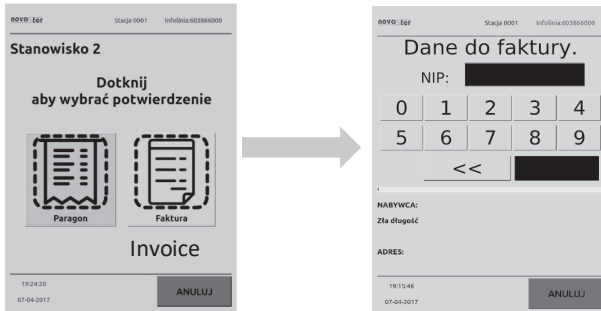 novo ter Stacja 0001 Infolinia:603866000
Stanowisko 2
Dotknij
aby wybrać potwierdzenie
Paragon Faktura
Invoice
19:24:20
07-04-2017
ANULUJ
novo ter Stacja 0001 Infolinia:603866000
Dane do faktury.
NIP:
0 1 2 3 4
5 6 7 8 9
<<
NABYWCA:
Zła długość
ADRES:
19:15:46
07-04-2017
ANULUJ